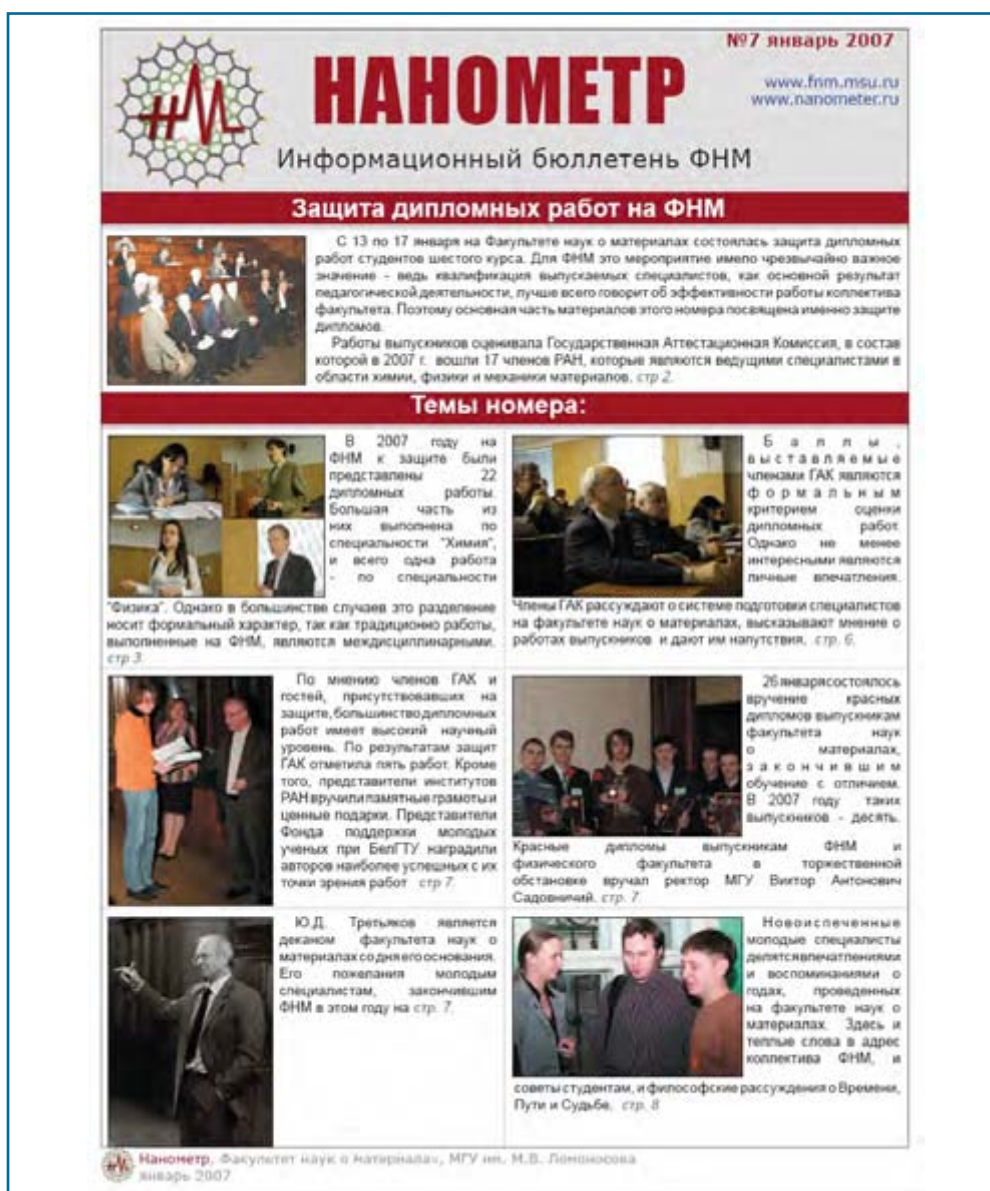 №7 январь 2007
www.fnm.msu.ru
www.nanometer.ru
НАНОМЕТР
Информационный бюллетень ФНМ
Защита дипломных работ на ФНМ
С 13 по 17 января на Факультете наук о материалах состоялась защита дипломных
работ студентов шестого курса. Для ФНМ это мероприятие имело чрезвычайно важное
значение - ведь квалификация выпускаемых специалистов, как основной результат
педагогической деятельности, лучше всего говорит об эффективности работы коллектива
факультета. Поэтому основная часть материалов этого номера посвящена именно защите
дипломов.
Работы выпускников оценивала Государственная Аттестационная Комиссия, в состав
которой в 2007 г. вошли 17 членов РАН, которые являются ведущими специалистами в
области химии, физики и механики материалов. стр 2.
Темы номера:
В 2007 году на
ФНМ к защите были
представлены 22
дипломных работы.
Большая часть из
них выполнена по
специальности "Химия",
и всего одна работа
- по специальности
"Физика". Однако в большинстве случаев это разделение
носит формальный характер, так как традиционно работы,
выполненные на ФНМ, являются междисциплинарными.
стр 3.
Баллы,
выставляемые
членами ГАК являются
формальным
критерием оценки
дипломных работ.
Однако не менее
интересными являются
личные впечатления.
Члены ГАК рассуждают о системе подготовки специалистов
на факультете наук о материалах, высказывают мнение о
работах выпускников и дают им напутствия. стр. 6.
По мнению членов ГАК и
гостей, присутствовавших на
защите, большинство дипломных
работ имеет высокий научный
уровень. По результатам защит
ГАК отметила пять работ. Кроме
того, представители институтов
РАН вручили памятные грамоты и
ценные подарки. Представители
Фонда поддержки молодых
ученых при БелГТУ наградили
авторов наиболее успешных с их
точки зрения работ стр 7.
26 января состоялось
вручение красных
дипломов выпускникам
факультета наук
о материалах,
закончившим
обучение с отличием.
В 2007 году таких
выпускников - десять.
Красные дипломы выпускникам ФНМ и
физического факультета в торжественной
обстановке вручал ректор МГУ Виктор Антонович
Садовничий. стр. 7.
Ю.Д. Третьяков является
деканом факультета наук о
материалах со дня его основания.
Его пожелания молодым
специалистам, закончившим
ФНМ в этом году на стр. 7.
Новоиспеченные
молодые специалисты
делятся впечатлениями
и воспоминаниями о
годах, проведенных
на факультете наук о
материалах. Здесь и
теплые слова в адрес
коллектива ФНМ, и
советы студентам, и философские рассуждения о Времени,
Пути и Судьбе. стр. 8
НМ Нанометр. Факультет наук о материалах, МГУ им. М.В. Ломоносова
январь 2007